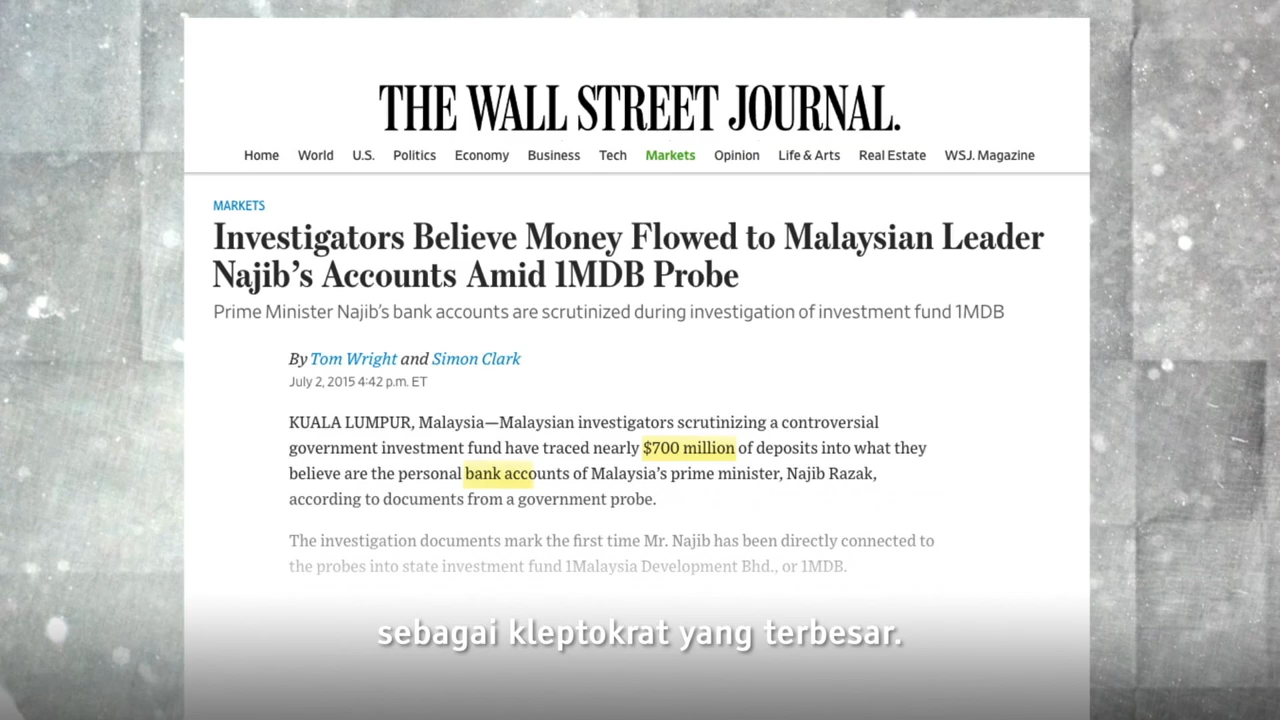 THE WALL STREET JOURNAL.
Home World U.S. Politics Economy Business Tech Markets Opinion Life & Arts Real Estate WSJ. Magazine
MARKETS
Investigators Believe Money Flowed to Malaysian Leader
Najib’s Accounts Amid 1MDB Probe
Prime Minister Najib’s bank accounts are scrutinized during investigation of investment fund 1MDB
By Tom Wright and Simon Clark
July 2, 2015 4:42 p.m. ET
KUALA LUMPUR, Malaysia—Malaysian investigators scrutinizing a controversial
government investment fund have traced nearly $700 million of deposits into what they
believe are the personal bank accounts of Malaysia’s prime minister, Najib Razak,
according to documents from a government probe.
The investigation documents mark the first time Mr. Najib has been directly connected to
the probes into state investment fund 1Malaysia Development Bhd., or 1MDB.
sebagai kleptokrat yang terbesar.